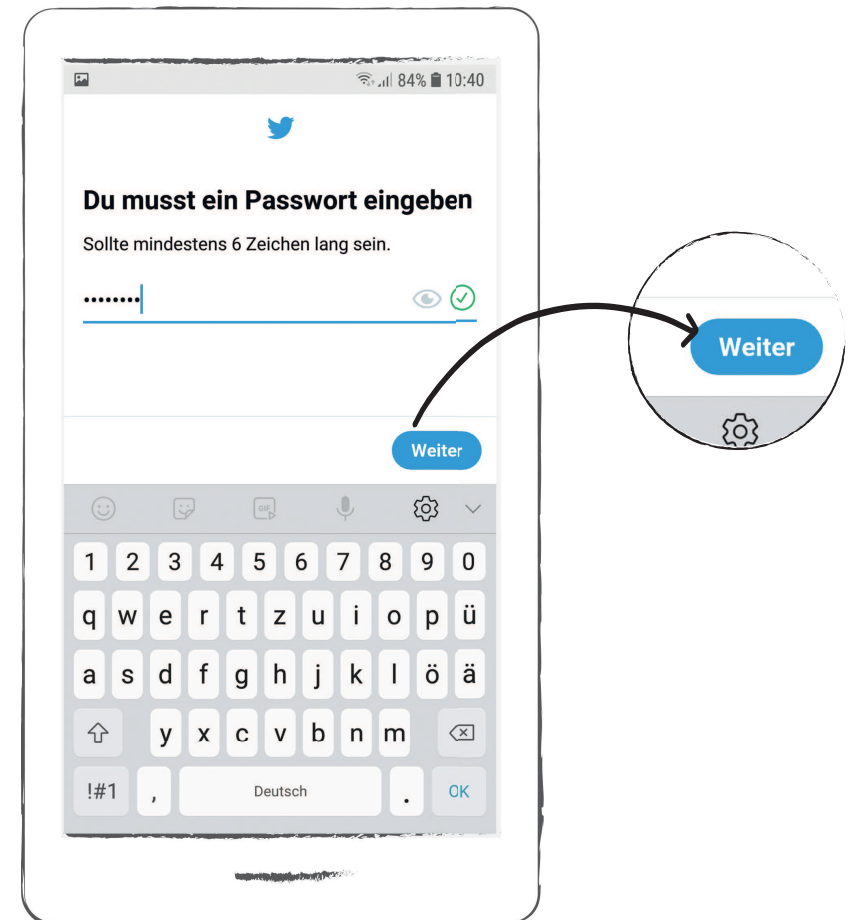 84% 10:40
Du musst ein Passwort eingeben
Sollte mindestens 6 Zeichen lang sein.
••••••••
Weiter
Weiter
GIF
1 2 3 4 5 6 7 8 9 0
q w e r t z u i o p ü
a s d f g h j k l ö ä
y x c v b n m
!#1 , Deutsch . OK